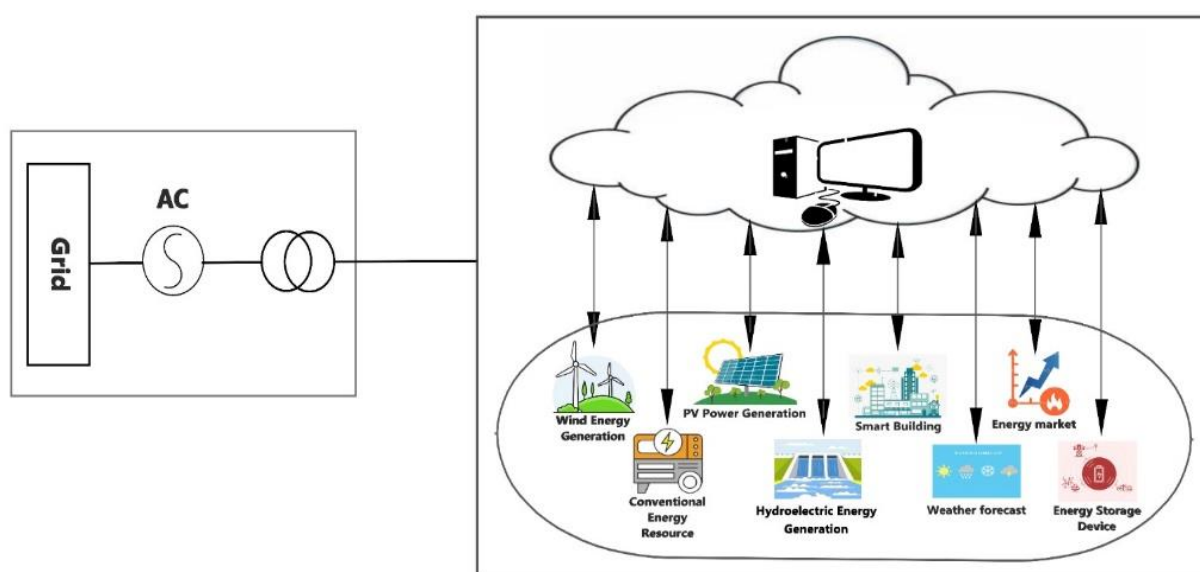 AC
Grid
Wind Energy
Generation
PV Power Generation
Smart Building
Energy market
Conventional
Energy
Resource
Hydroelectric Energy
Generation
Weather forecast
Energy Storage
Device